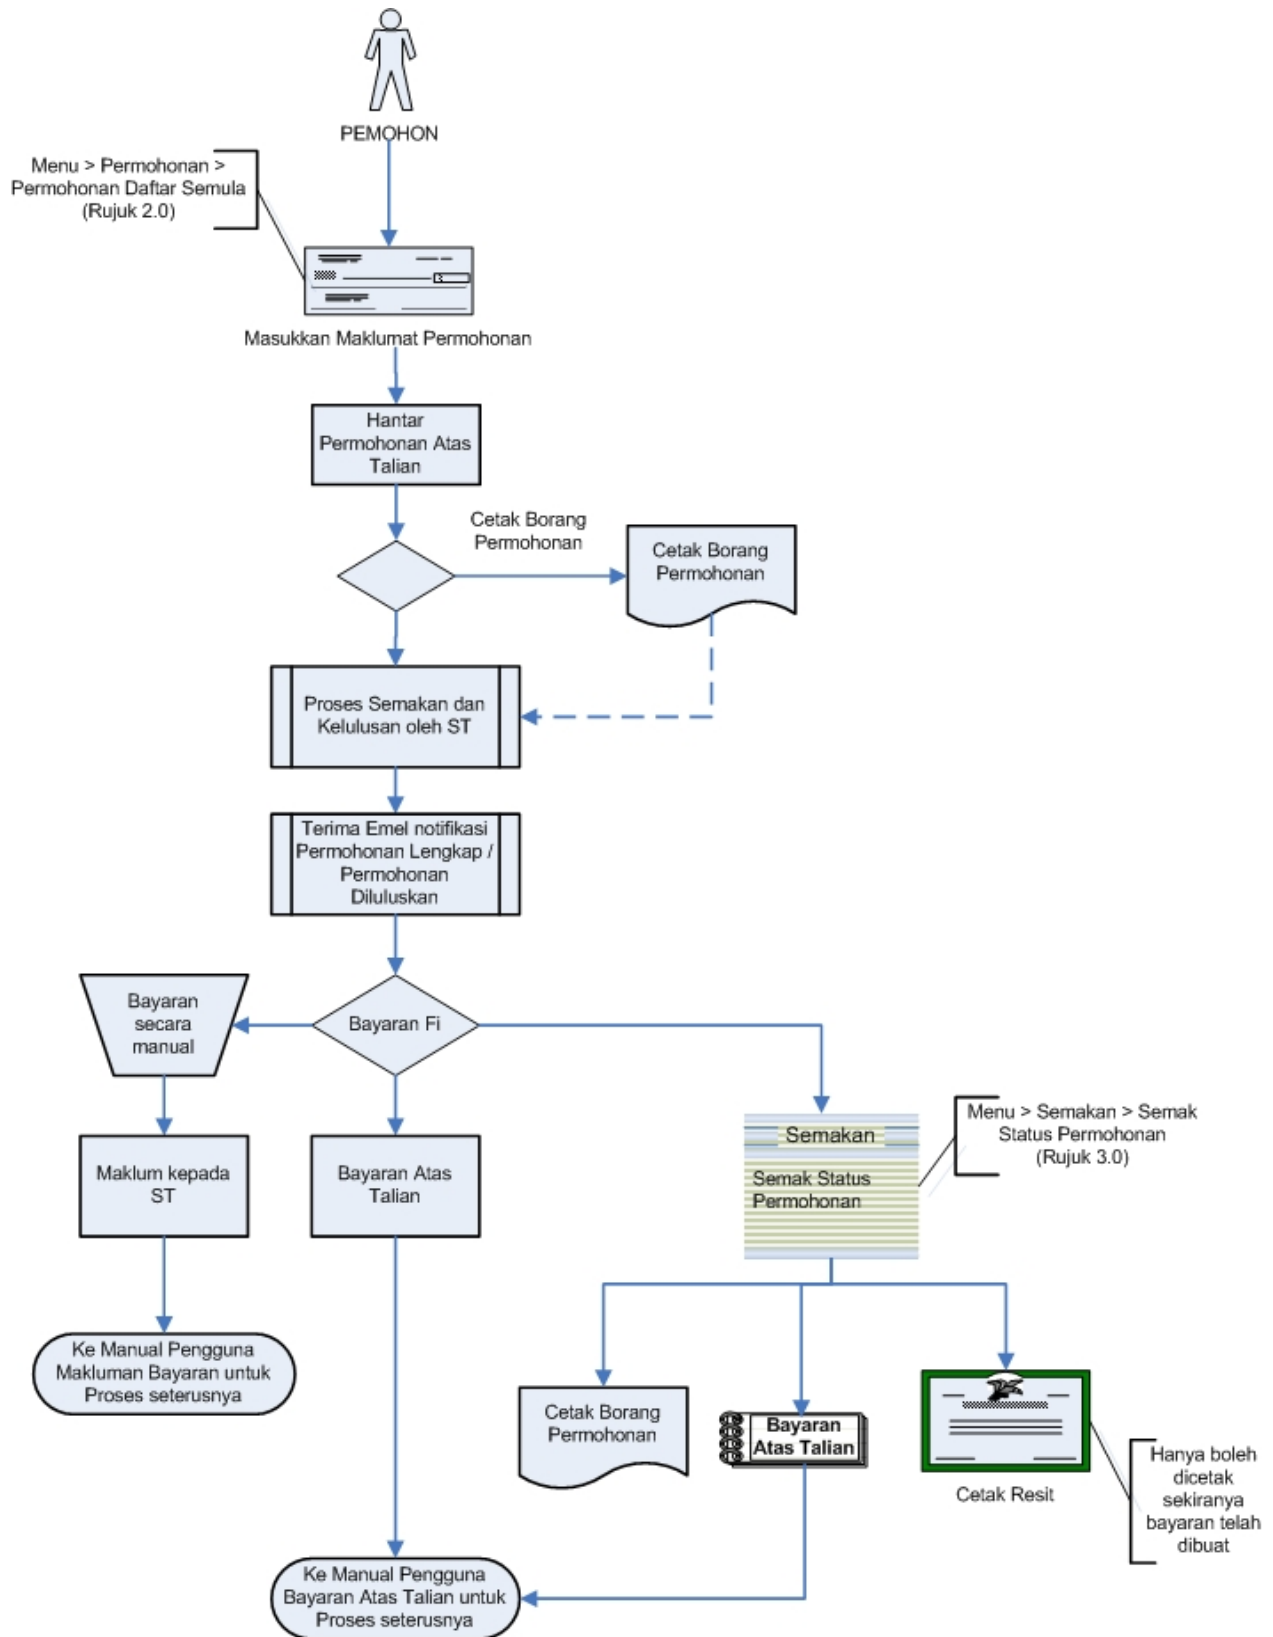 PEMOHON
Menu > Permohonan >
Permohonan Daftar Semula
(Rujuk 2.0)
Masukkan Maklumat Permohonan
Hantar
Permohonan Atas
Talian
Cetak Borang
Permohonan
Cetak Borang
Permohonan
Proses Semakan dan
Kelulusan oleh ST
Terima Emel notifikasi
Permohonan Lengkap /
Permohonan
Diluluskan
Bayaran
secara
manual
Bayaran Fi
Maklum kepada
ST
Bayaran Atas
Talian
Semakan
Semak Status
Permohonan
Menu > Semakan > Semak
Status Permohonan
(Rujuk 3.0)
Ke Manual Pengguna
Makluman Bayaran untuk
Proses seterusnya
Cetak Borang
Permohonan
Bayaran
Atas Talian
Cetak Resit
Hanya boleh
dicetak
sekiranya
bayaran telah
dibuat
Ke Manual Pengguna
Bayaran Atas Talian untuk
Proses seterusnya